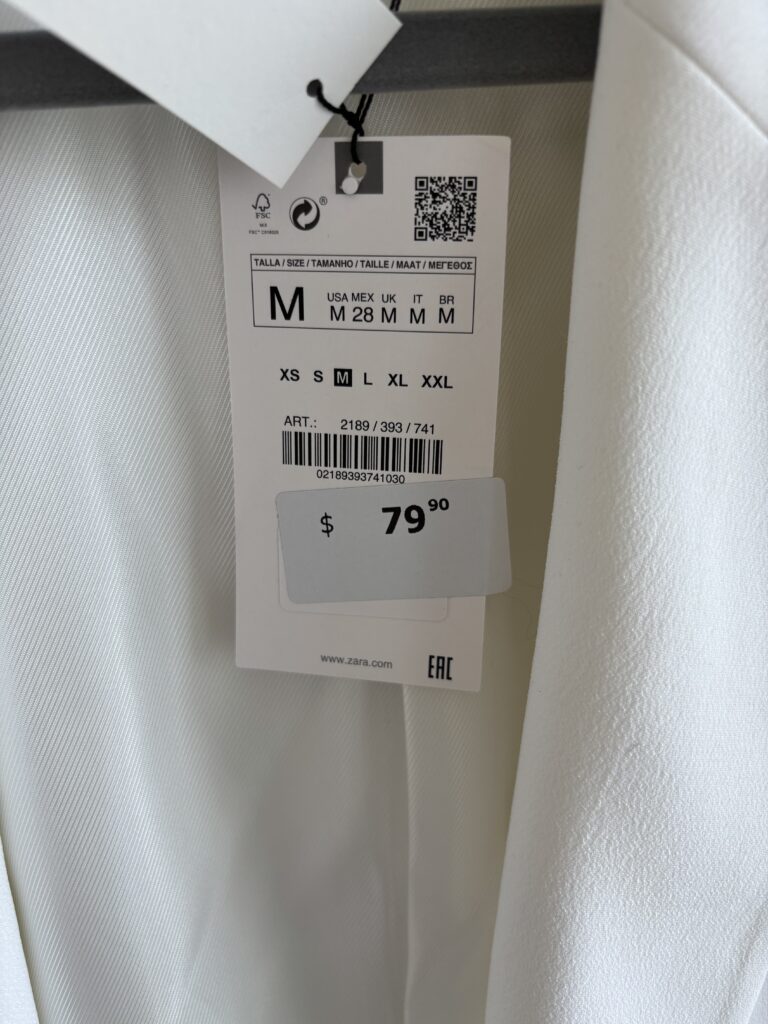 FSC
MIX
®
TALLA / SIZE / TAMANHO / TAILLE / MAAT / ΜΕΓΕΘΟΣ
M
USA MEX UK IT BR
M 28 M M M
XS S M L XL XXL
ART.: 2189 / 393 / 741
02189393741030
$ 79 90
www.zara.com
EAC